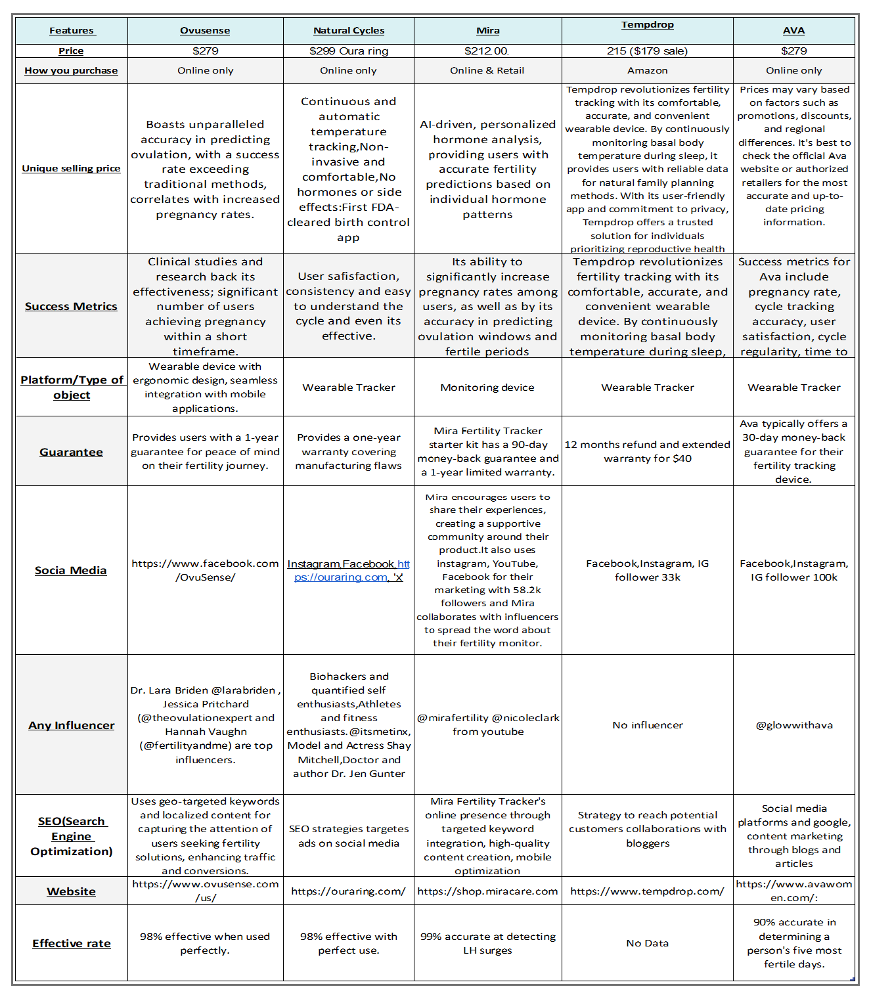 Features
Ovusense
Natural Cycles
Mira
Tempdrop
AVA
Price
$279
$299 Oura ring
$212.00.
215 ($179 sale)
$279
How you purchase
Online only
Online only
Online & Retail
Amazon
Online only
Unique selling price
Boasts unparalleled
accuracy in predicting
ovulation, with a success
rate exceeding
traditional methods,
correlates with increased
pregnancy rates.
Continuous and
automatic
temperature
tracking,Non-
invasive and
comfortable,No
hormones or side
effects:First FDA-
cleared birth control
app
AI-driven, personalized
hormone analysis,
providing users with
accurate fertility
predictions based on
individual hormone
patterns
Tempdrop revolutionizes fertility
tracking with its comfortable,
accurate, and convenient
wearable device. By continuously
monitoring basal body
temperature during sleep, it
provides users with reliable data
for natural family planning
methods. With its user-friendly
app and commitment to privacy,
Tempdrop offers a trusted
solution for individuals
prioritizing reproductive health
Prices may vary based
on factors such as
promotions, discounts,
and regional
differences. It's best to
check the official Ava
website or authorized
retailers for the most
accurate and up-to-
date pricing
information.
Success Metrics
Clinical studies and
research back its
effectiveness; significant
number of users
achieving pregnancy
within a short
timeframe.
User safisfaction,
consistency and easy
to understand the
cycle and even its
effective.
Its ability to
significantly increase
pregnancy rates among
users, as well as by its
accuracy in predicting
ovulation windows and
fertile periods
Tempdrop revolutionizes
fertility tracking with its
comfortable, accurate, and
convenient wearable
device. By continuously
monitoring basal body
temperature during sleep,
Success metrics for
Ava include
pregnancy rate,
cycle tracking
accuracy, user
satisfaction, cycle
regularity, time to
Platform/Type of
object
Wearable device with
ergonomic design, seamless
integration with mobile
applications.
Wearable Tracker
Monitoring device
Wearable Tracker
Wearable Tracker
Guarantee
Provides users with a 1-year
guarantee for peace of mind
on their fertility journey.
Provides a one-year
warranty covering
manufacturing flaws
Mira Fertility Tracker
starter kit has a 90-day
money-back guarantee and
a 1-year limited warranty.
12 months refund and extended
warranty for $40
Ava typically offers a
30-day money-back
guarantee for their
fertility tracking
device.
Socia Media
https://www.facebook.com
/OvuSense/
Instagram,Facebook,htt
ps://ouraring.com, 'x'
Mira encourages users to
share their experiences,
creating a supportive
community around their
product.It also uses
instagram, YouTube,
Facebook for their
marketing with 58.2k
followers and Mira
collaborates with influencers
to spread the word about
their fertility monitor.
Facebook,Instagram, IG
follower 33k
Facebook,Instagram,
IG follower 100k
Any Influencer
Dr. Lara Briden @larabriden ,
Jessica Pritchard
(@theovulationexpert and
Hannah Vaughn
(@fertilityandme) are top
influencers.
Biohackers and
quantified self
enthusiasts,Athletes
and fitness
enthusiasts.@itsmetinx,
Model and Actress Shay
Mitchell,Doctor and
author Dr. Jen Gunter
@mirafertility @nicoleclark
from youtube
No influencer
@glowwithava
SEO(Search
Engine
Optimization)
Uses geo-targeted keywords
and localized content for
capturing the attention of
users seeking fertility
solutions, enhancing traffic
and conversions.
SEO strategies targetes
ads on social media
Mira Fertility Tracker's
online presence through
targeted keyword
integration, high-quality
content creation, mobile
optimization
Strategy to reach potential
customers collaborations with
bloggers
Social media
platforms and google,
content marketing
through blogs and
articles
Website
https://www.ovusense.com
/us/
https://ouraring.com/
https://shop.miracare.com
https://www.tempdrop.com/
https://www.avawom
en.com/:
Effective rate
98% effective when used
perfectly.
98% effective with
perfect use.
99% accurate at detecting
LH surges
No Data
90% accurate in
determining a
person's five most
fertile days.